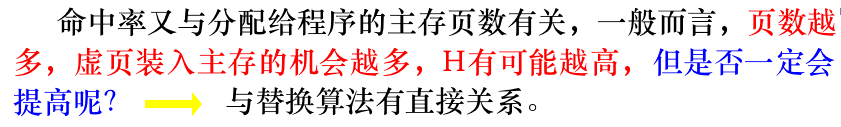 命中率又与分配给程序的主存页数有关，一般而言，页数越
多，虚页装入主存的机会越多，H有可能越高，但是否一定会
提高呢？ 与替换算法有直接关系。